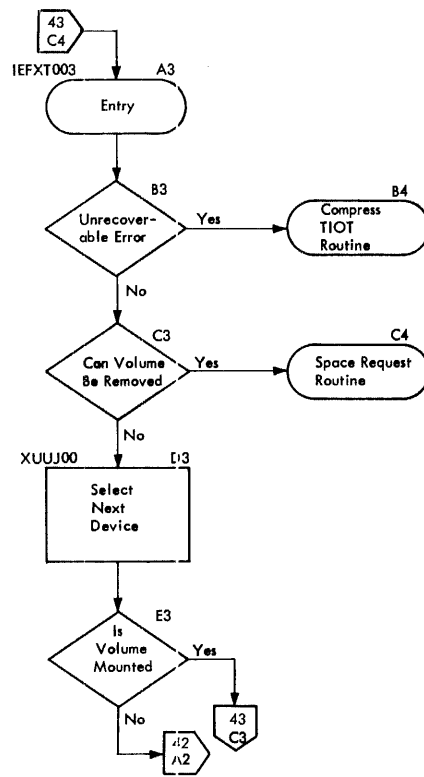 43
C4
IEFXT003
A3
Entry
B3
Unrecover-
able Error
Yes
B4
Compress
TIOT
Routine
No
C3
Can Volume
Be Removed
Yes
C4
Space Request
Routine
No
XUUJ00
D3
Select
Next
Device
E3
Is
Volume
Mounted
Yes
No
43
C3
42
A2